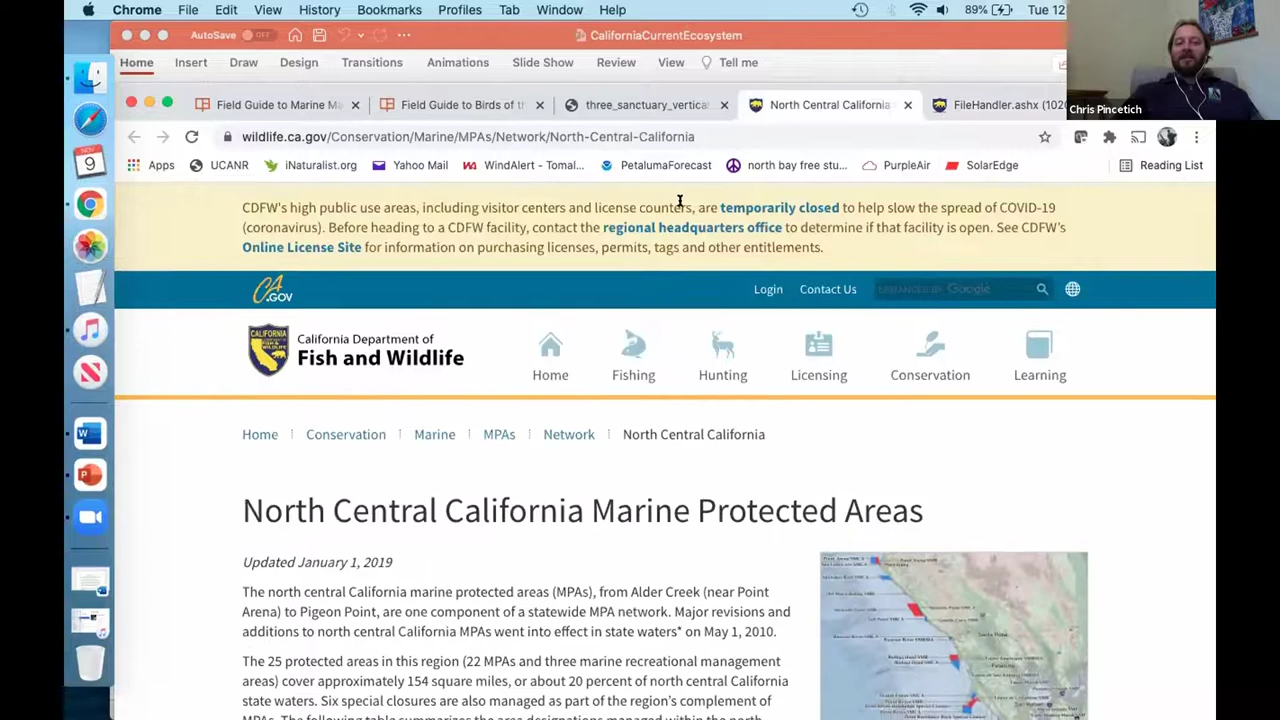 Chrome File Edit View History Bookmarks Profiles Tab Window Help 89% Tue 12
AutoSave OFF CaliforniaCurrentEcosystem
Home Insert Draw Design Transitions Animations Slide Show Review View Tell me
Chris Pincetich
Field Guide to Marine Ma Field Guide to Birds of th three_sanctuary_vertica North Central California FileHandler.ashx (102
wildlife.ca.gov/Conservation/Marine/MPAs/Network/North-Central-California
Apps UCANR iNaturalist.org Yahoo Mail WindAlert - Tomal... PetalumaForecast north bay free stu... PurpleAir SolarEdge Reading List
NOV
9
CDFW's high public use areas, including visitor centers and license counters, are temporarily closed to help slow the spread of COVID-19
(coronavirus). Before heading to a CDFW facility, contact the regional headquarters office to determine if that facility is open. See CDFW's
Online License Site for information on purchasing licenses, permits, tags and other entitlements.
CA.GOV Login Contact Us ENHANCED BY Google
California Department of
Fish and Wildlife
Home Fishing Hunting Licensing Conservation Learning
Home Conservation Marine MPAs Network North Central California
North Central California Marine Protected Areas
Updated January 1, 2019
The north central California marine protected areas (MPAs), from Alder Creek (near Point
Arena) to Pigeon Point, are one component of the statewide MPA network. Major revisions and
additions to north central California MPAs went into effect in state waters* on May 1, 2010.
The 25 protected areas in this region (22 MPAs and three marine recreational management
areas) cover approximately 154 square miles, or about 20 percent of north central California
state waters.